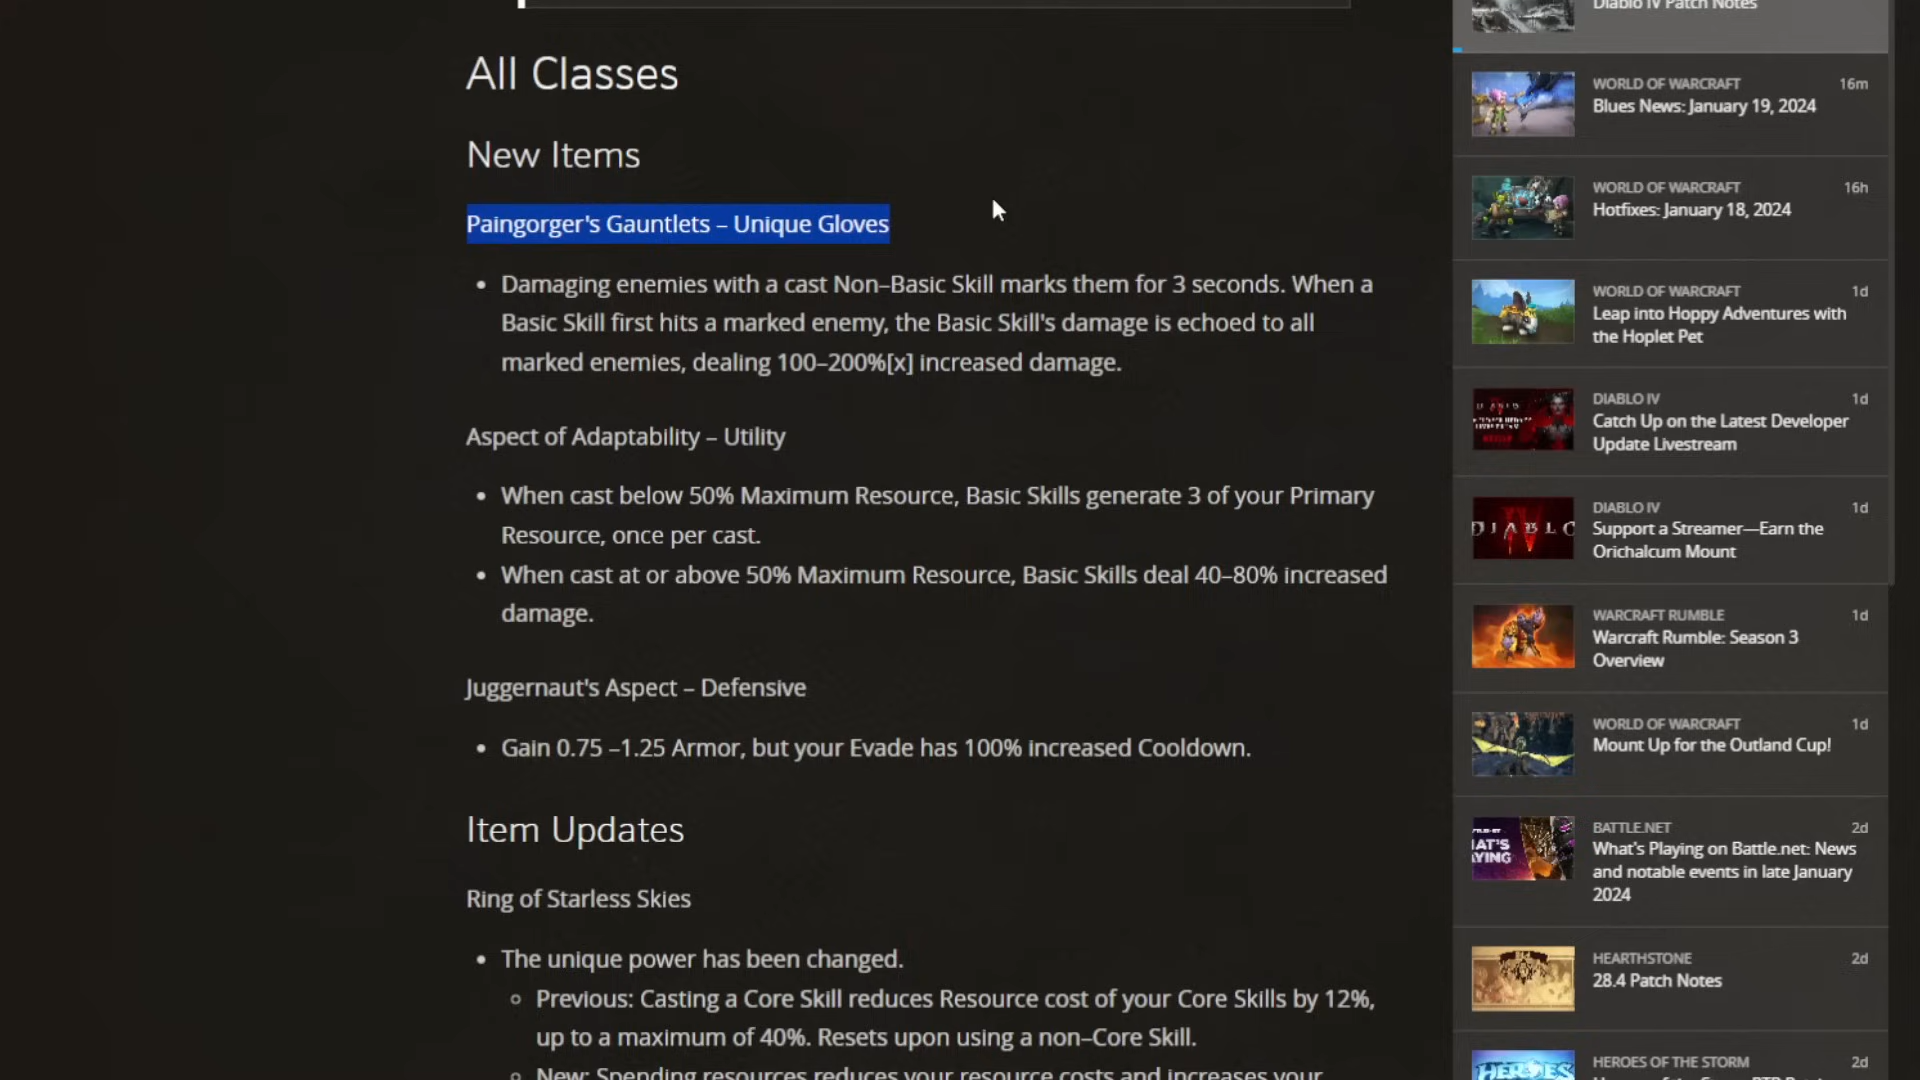 All Classes
New Items
Paingorger's Gauntlets – Unique Gloves
• Damaging enemies with a cast Non–Basic Skill marks them for 3 seconds. When a
Basic Skill first hits a marked enemy, the Basic Skill's damage is echoed to all
marked enemies, dealing 100–200%[x] increased damage.
Aspect of Adaptability – Utility
• When cast below 50% Maximum Resource, Basic Skills generate 3 of your Primary
Resource, once per cast.
• When cast at or above 50% Maximum Resource, Basic Skills deal 40–80% increased
damage.
Juggernaut's Aspect – Defensive
• Gain 0.75 –1.25 Armor, but your Evade has 100% increased Cooldown.
Item Updates
Ring of Starless Skies
• The unique power has been changed.
Previous: Casting a Core Skill reduces Resource cost of your Core Skills by 12%,
up to a maximum of 40%. Resets upon using a non–Core Skill.
New: Spending resources reduces your resource costs and increases your
Diablo IV Patch Notes
WORLD OF WARCRAFT 16m
Blues News: January 19, 2024
WORLD OF WARCRAFT 16h
Hotfixes: January 18, 2024
WORLD OF WARCRAFT 1d
Leap into Hoppy Adventures with
the Hoplet Pet
DIABLO IV 1d
Catch Up on the Latest Developer
Update Livestream
DIABLO IV 1d
Support a Streamer—Earn the
Orichalcum Mount
DIABLO
WARCRAFT RUMBLE 1d
Warcraft Rumble: Season 3
Overview
WORLD OF WARCRAFT 1d
Mount Up for the Outland Cup!
BATTLE.NET 2d
What's Playing on Battle.net: News
and notable events in late January
2024
HEARTHSTONE 2d
28.4 Patch Notes
HEROES OF THE STORM 2d
HEROES